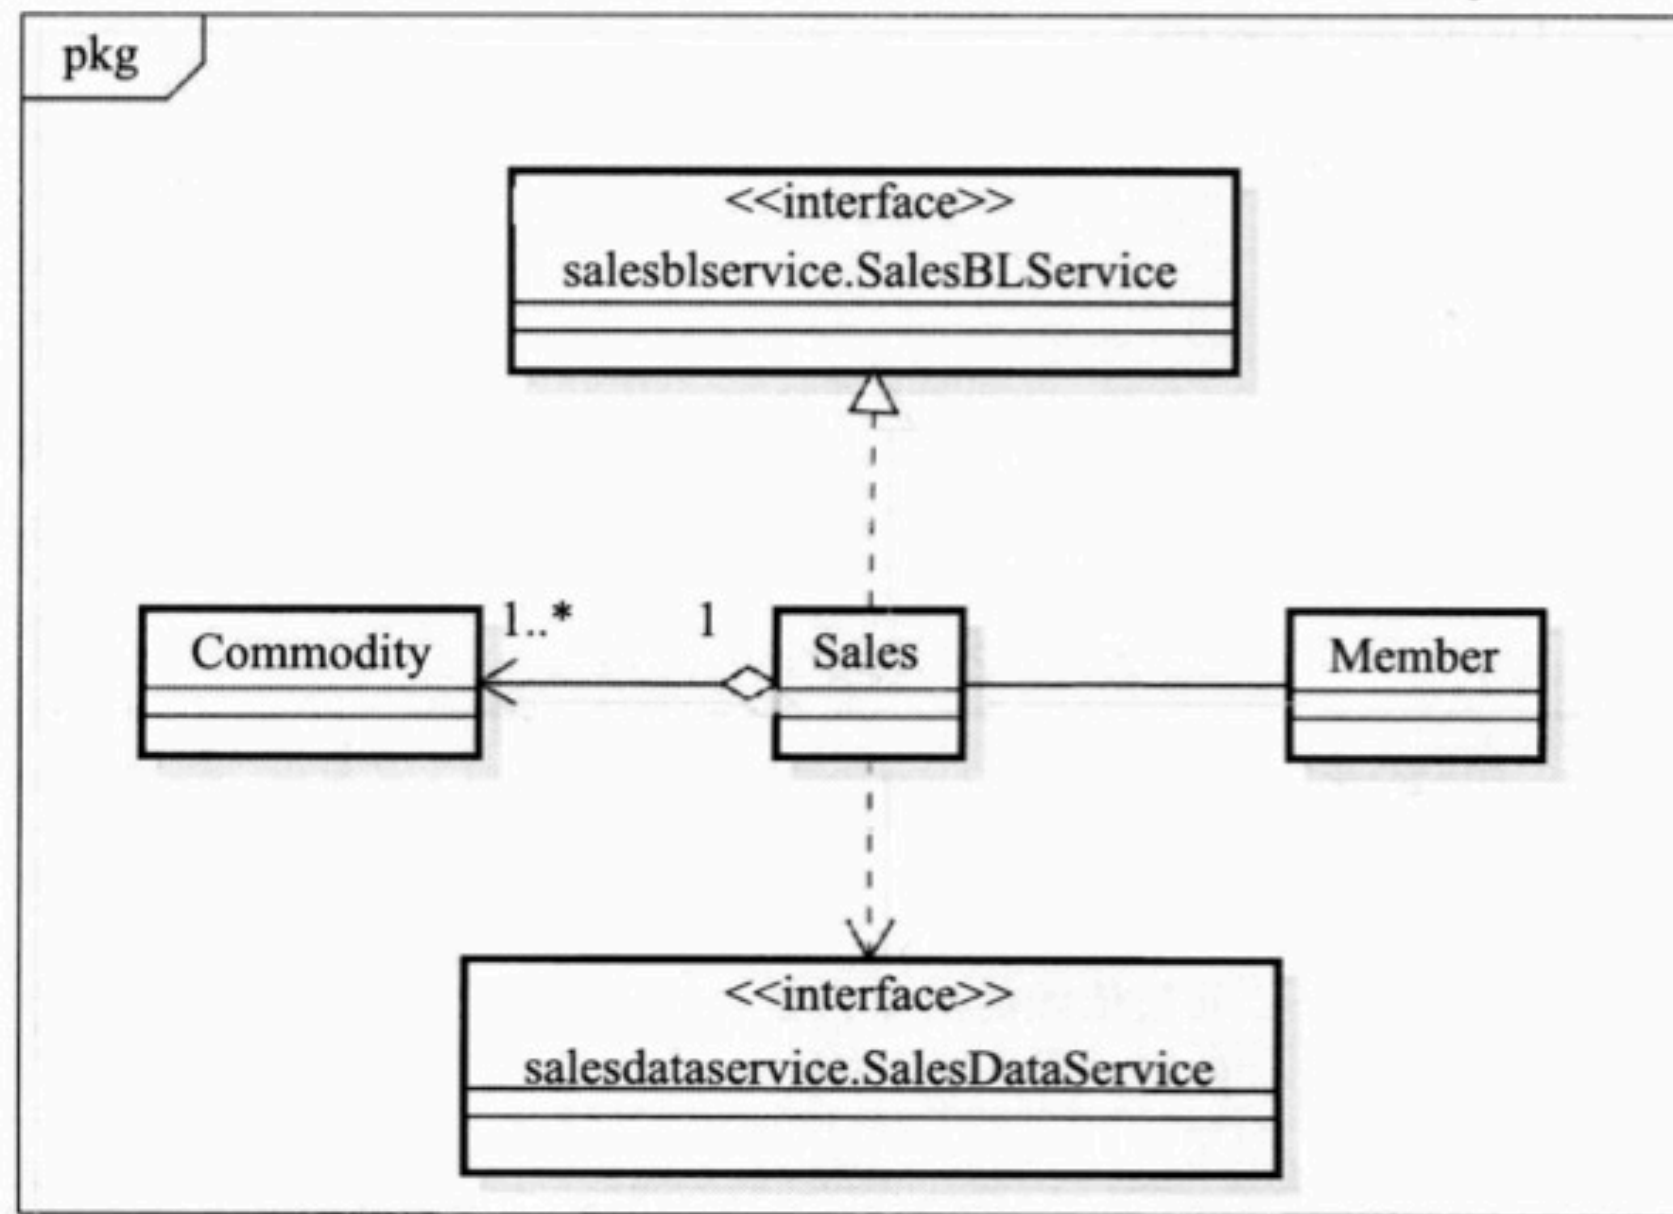 pkg
<<interface>>
salesblservice.SalesBLService
1..*
1
Commodity
Sales
Member
<<interface>>
salesdataservice.SalesDataService